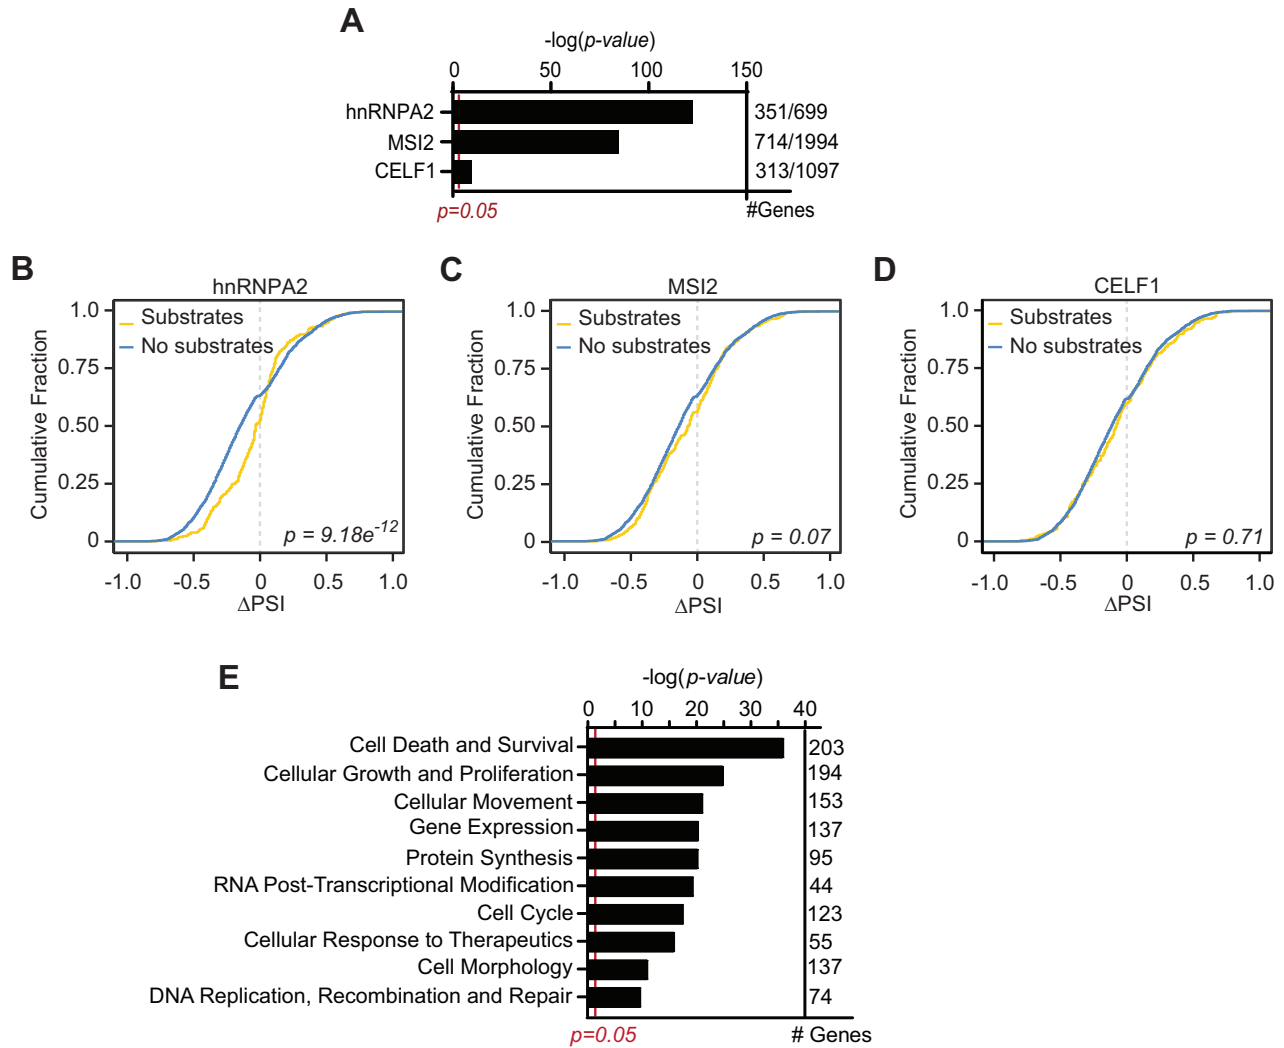 A
-log(p-value)
0 50 100 150
hnRNPA2 351/699
MSI2 714/1994
CELF1 313/1097
p=0.05 #Genes
B
hnRNPA2
Cumulative Fraction
1.0
0.75
0.50
0.25
0
Substrates
No substrates
p = 9.18e-12
-1.0 -0.5 0 0.5 1.0
ΔPSI
C
MSI2
Cumulative Fraction
1.0
0.75
0.50
0.25
0
Substrates
No substrates
p = 0.07
-1.0 -0.5 0 0.5 1.0
ΔPSI
D
CELF1
Cumulative Fraction
1.0
0.75
0.50
0.25
0
Substrates
No substrates
p = 0.71
-1.0 -0.5 0 0.5 1.0
ΔPSI
E
-log(p-value)
0 10 20 30 40
Cell Death and Survival 203
Cellular Growth and Proliferation 194
Cellular Movement 153
Gene Expression 137
Protein Synthesis 95
RNA Post-Transcriptional Modification 44
Cell Cycle 123
Cellular Response to Therapeutics 55
Cell Morphology 137
DNA Replication, Recombination and Repair 74
p=0.05 # Genes